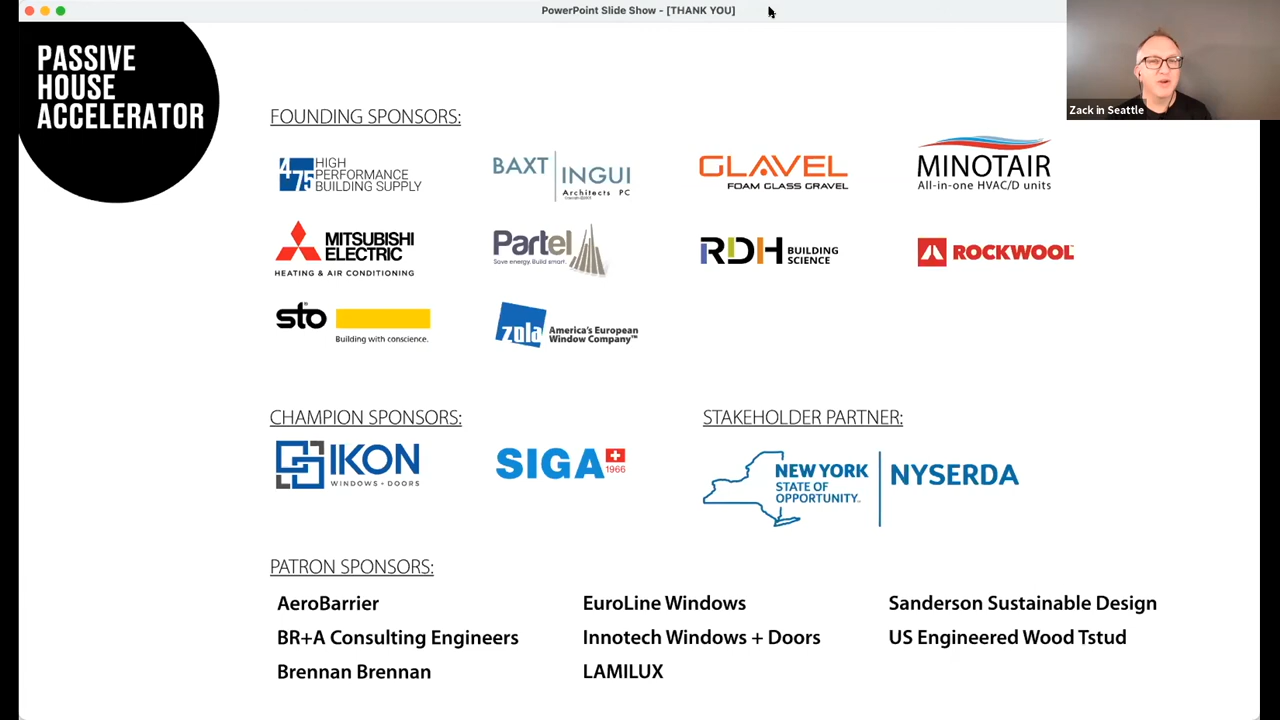 PowerPoint Slide Show - [THANK YOU]
Zack in Seattle
PASSIVE
HOUSE
ACCELERATOR
FOUNDING SPONSORS:
475 HIGH
PERFORMANCE
BUILDING SUPPLY
BAXT INGUI
Architects PC
GLAVEL
FOAM GLASS GRAVEL
MINOTAIR
All-in-one HVAC/D units
MITSUBISHI
ELECTRIC
HEATING & AIR CONDITIONING
Partel
Save energy. Build smart.
RDH BUILDING
SCIENCE
ROCKWOOL
sto
Building with conscience.
zola America's European
Window Company™
CHAMPION SPONSORS:
IKON
WINDOWS • DOORS
SIGA
1966
STAKEHOLDER PARTNER:
NEW YORK
STATE OF
OPPORTUNITY™
NYSERDA
PATRON SPONSORS:
AeroBarrier
BR+A Consulting Engineers
Brennan Brennan
EuroLine Windows
Innotech Windows + Doors
LAMILUX
Sanderson Sustainable Design
US Engineered Wood Tstud